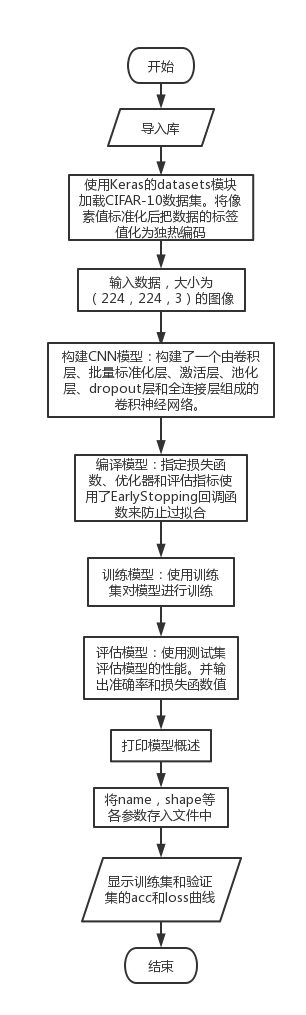 开始
导入库
使用Keras的datasets模块
加载CIFAR-10数据集。将像
素值标准化后把数据的标签
值化为独热编码
输入数据，大小为
（224，224，3）的图像
构建CNN模型：构建了一个由卷积
层、批量标准化层、激活层、池化
层、dropout层和全连接层组成的
卷积神经网络。
编译模型：指定损失函
数、优化器和评估指标使
用了EarlyStopping回调函
数来防止过拟合
训练模型：使用训练
集对模型进行训练
评估模型：使用测试集
评估模型的性能。并输
出准确率和损失函数值
打印模型概述
将name，shape等
各参数存入文件中
显示训练集和验证
集的acc和loss曲线
结束